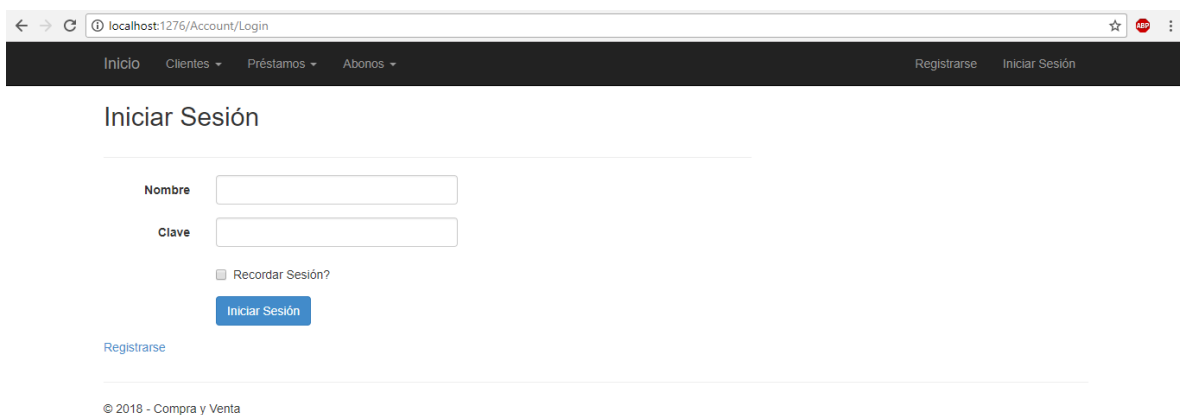 localhost:1276/Account/Login
ABP
Inicio Clientes Préstamos Abonos Registrarse Iniciar Sesión
Iniciar Sesión
Nombre
Clave
Recordar Sesión?
Iniciar Sesión
Registrarse
© 2018 - Compra y Venta